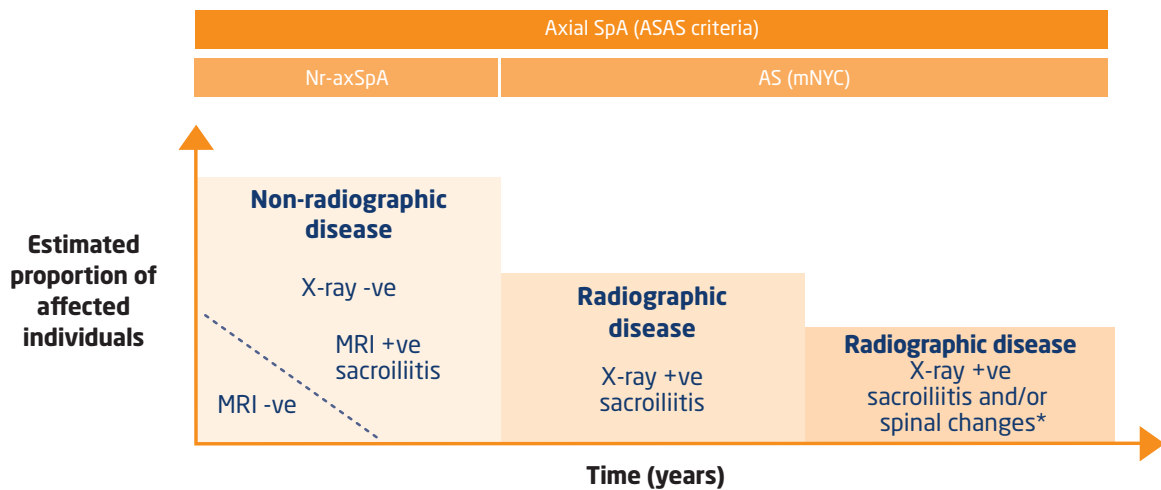 Axial SpA (ASAS criteria)
Nr-axSpA
AS (mNYC)
Estimated
proportion of
affected
individuals
Non-radiographic
disease
X-ray -ve
MRI +ve
sacroiliitis
MRI -ve
Radiographic
disease
X-ray +ve
sacroiliitis
Radiographic disease
X-ray +ve
sacroiliitis and/or
spinal changes*
Time (years)